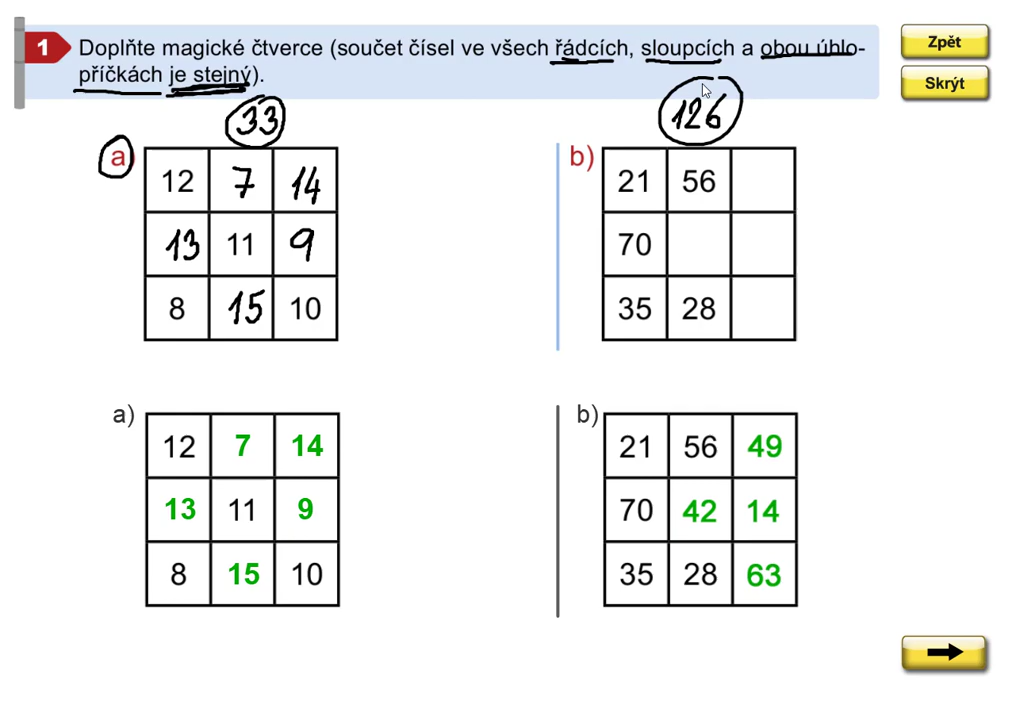 1 Doplňte magické čtverce (součet čísel ve všech řádcích, sloupcích a obou úhlo-
příčkách je stejný).
Zpět
Skrýt
33
126
a)
12 7 14
13 11 9
8 15 10
b)
21 56
70
35 28
a)
12 7 14
13 11 9
8 15 10
b)
21 56 49
70 42 14
35 28 63